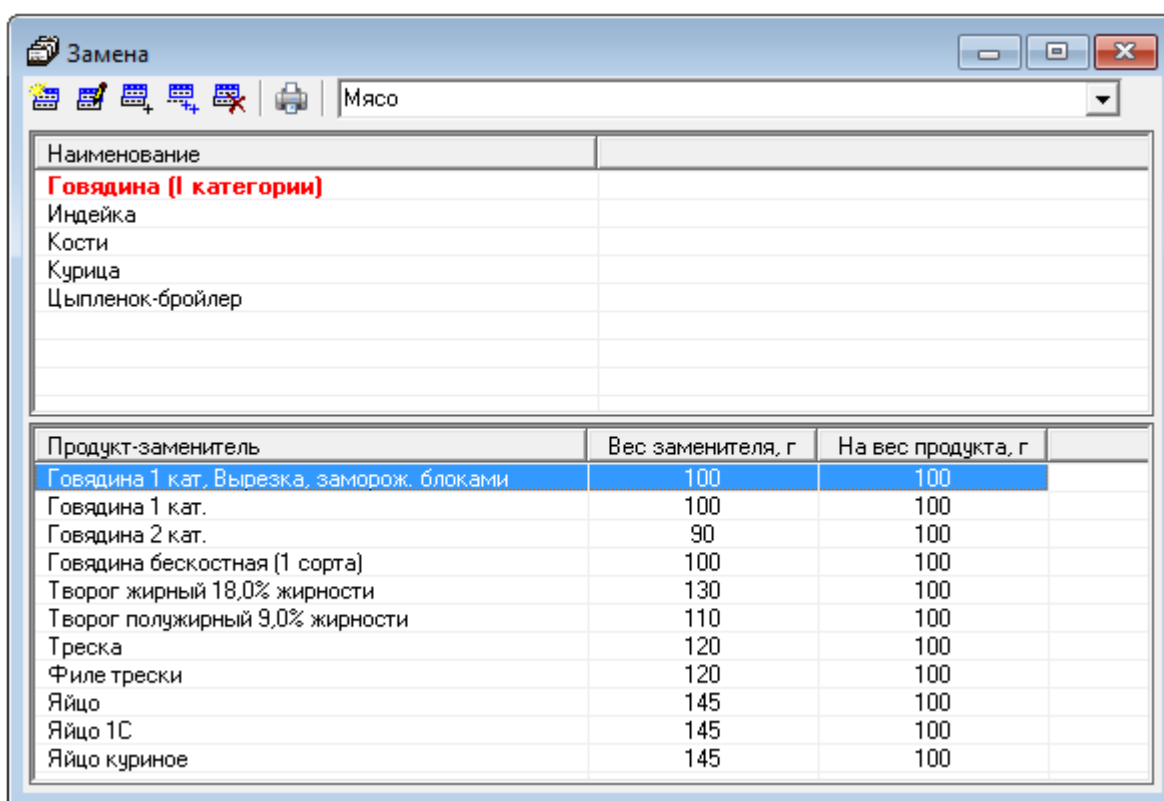 Замена
Мясо
Наименование
Говядина (I категории)
Индейка
Кости
Курица
Цыпленок-бройлер
Продукт-заменитель Вес заменителя, г На вес продукта, г
Говядина 1 кат, Вырезка, заморож. блоками 100 100
Говядина 1 кат. 100 100
Говядина 2 кат. 90 100
Говядина бескостная (1 сорта) 100 100
Творог жирный 18,0% жирности 130 100
Творог полужирный 9,0% жирности 110 100
Треска 120 100
Филе трески 120 100
Яйцо 145 100
Яйцо 1С 145 100
Яйцо куриное 145 100